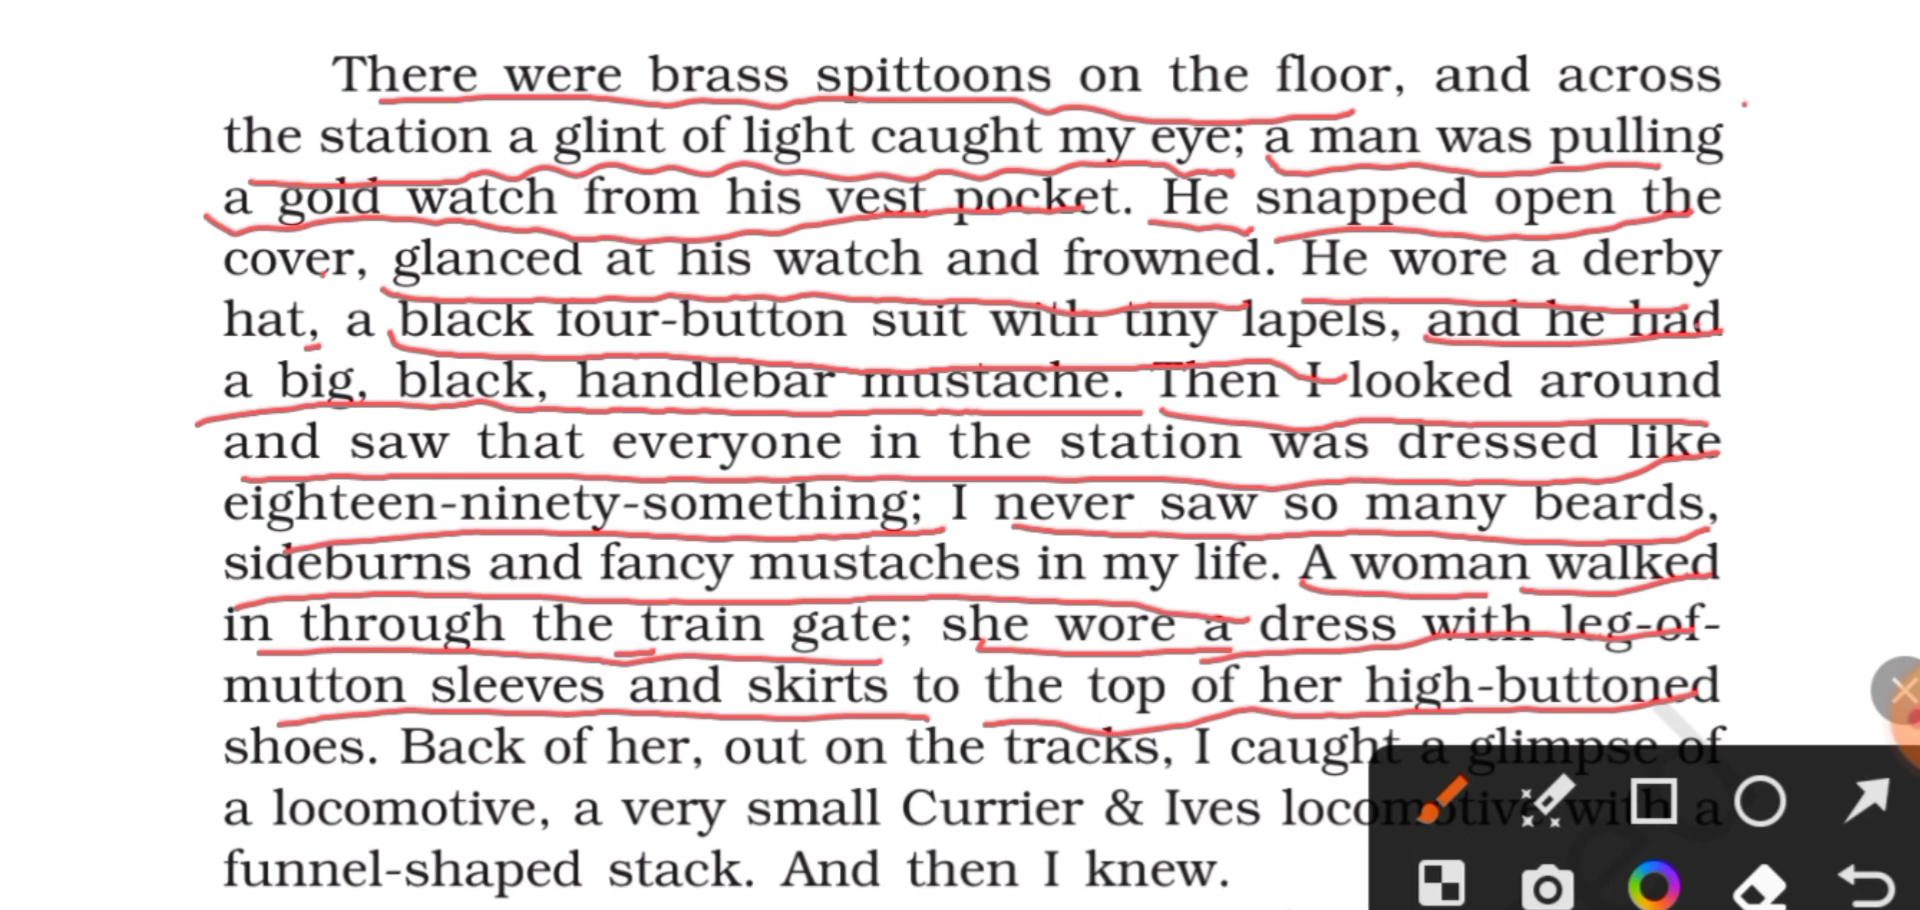 There were brass spittoons on the floor, and across
the station a glint of light caught my eye; a man was pulling
a gold watch from his vest pocket. He snapped open the
cover, glanced at his watch and frowned. He wore a derby
hat, a black four-button suit with tiny lapels, and he had
a big, black, handlebar mustache. Then I looked around
and saw that everyone in the station was dressed like
eighteen-ninety-something; I never saw so many beards,
sideburns and fancy mustaches in my life. A woman walked
in through the train gate; she wore a dress with leg-of-
mutton sleeves and skirts to the top of her high-buttoned
shoes. Back of her, out on the tracks, I caught a glimpse of
a locomotive, a very small Currier & Ives locomotive with a
funnel-shaped stack. And then I knew.